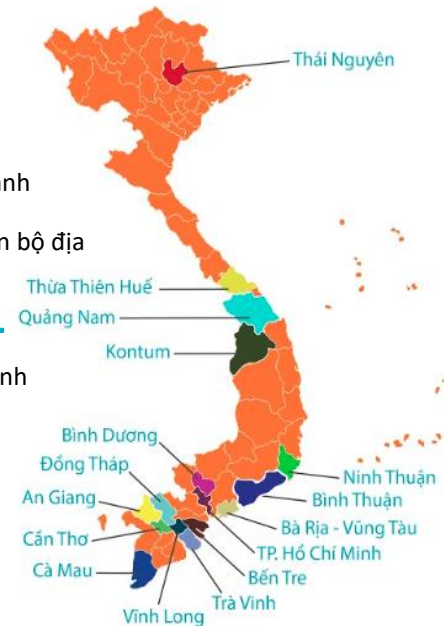 Thái Nguyên
ành
n bộ địa
Thừa Thiên Huế
Quảng Nam
Kontum
nh
Bình Dương
Đồng Tháp
An Giang
Cần Thơ
Cà Mau
Vĩnh Long
Trà Vinh
Bến Tre
TP. Hồ Chí Minh
Bà Rịa - Vũng Tàu
Bình Thuận
Ninh Thuận